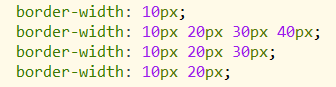 border-width: 10px;
border-width: 10px 20px 30px 40px;
border-width: 10px 20px 30px;
border-width: 10px 20px;